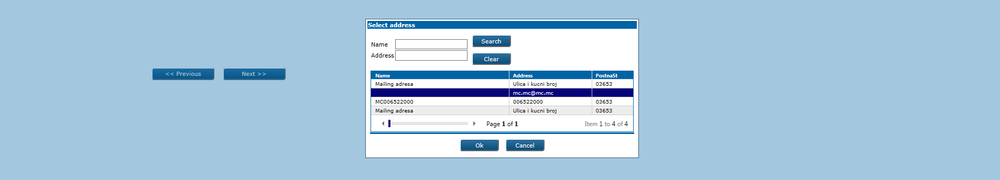 Select address
Name
Search
Address
Clear
<< Previous
Next >>
Name Address PostnaSt
Mailing adresa Ulica i kucni broj 03653
mc.mc@mc.mc
MC006522000 006522000 03653
Mailing adresa Ulica i kucni broj 03653
Page 1 of 1 Item 1 to 4 of 4
Ok Cancel